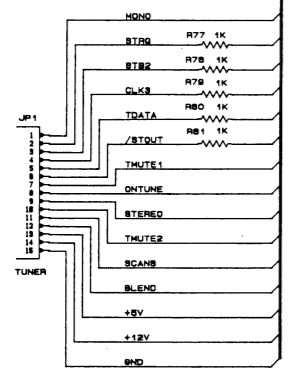 MONO
R77 1K
STRQ
R78 1K
STB2
R79 1K
CLK3
R80 1K
TDATA
R81 1K
/STOUT
JP1
1
2
3
4
5
6
7
8
9
10
11
12
13
14
15
TUNER
TMUTE1
ONTUNE
STEREO
TMUTE2
SCANS
BLEND
+5V
+12V
GND